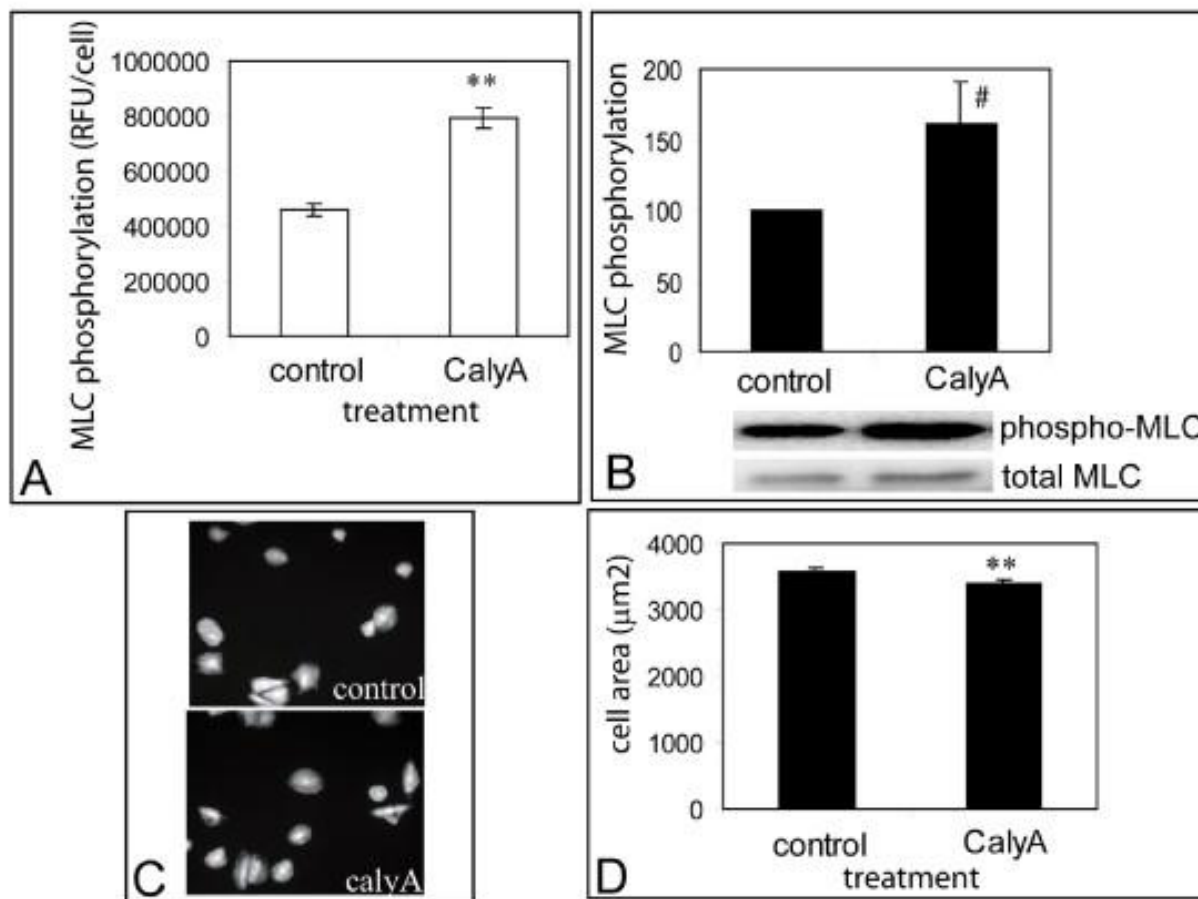 MLC phosphorylation (RFU/cell)
1000000
800000
600000
400000
200000
0
**
control
CalyA
treatment
A
MLC phosphorylation
200
150
100
50
0
#
control
CalyA
phospho-MLC
total MLC
B
control
calyA
C
cell area (μm2)
4000
3000
2000
1000
0
**
control
CalyA
treatment
D